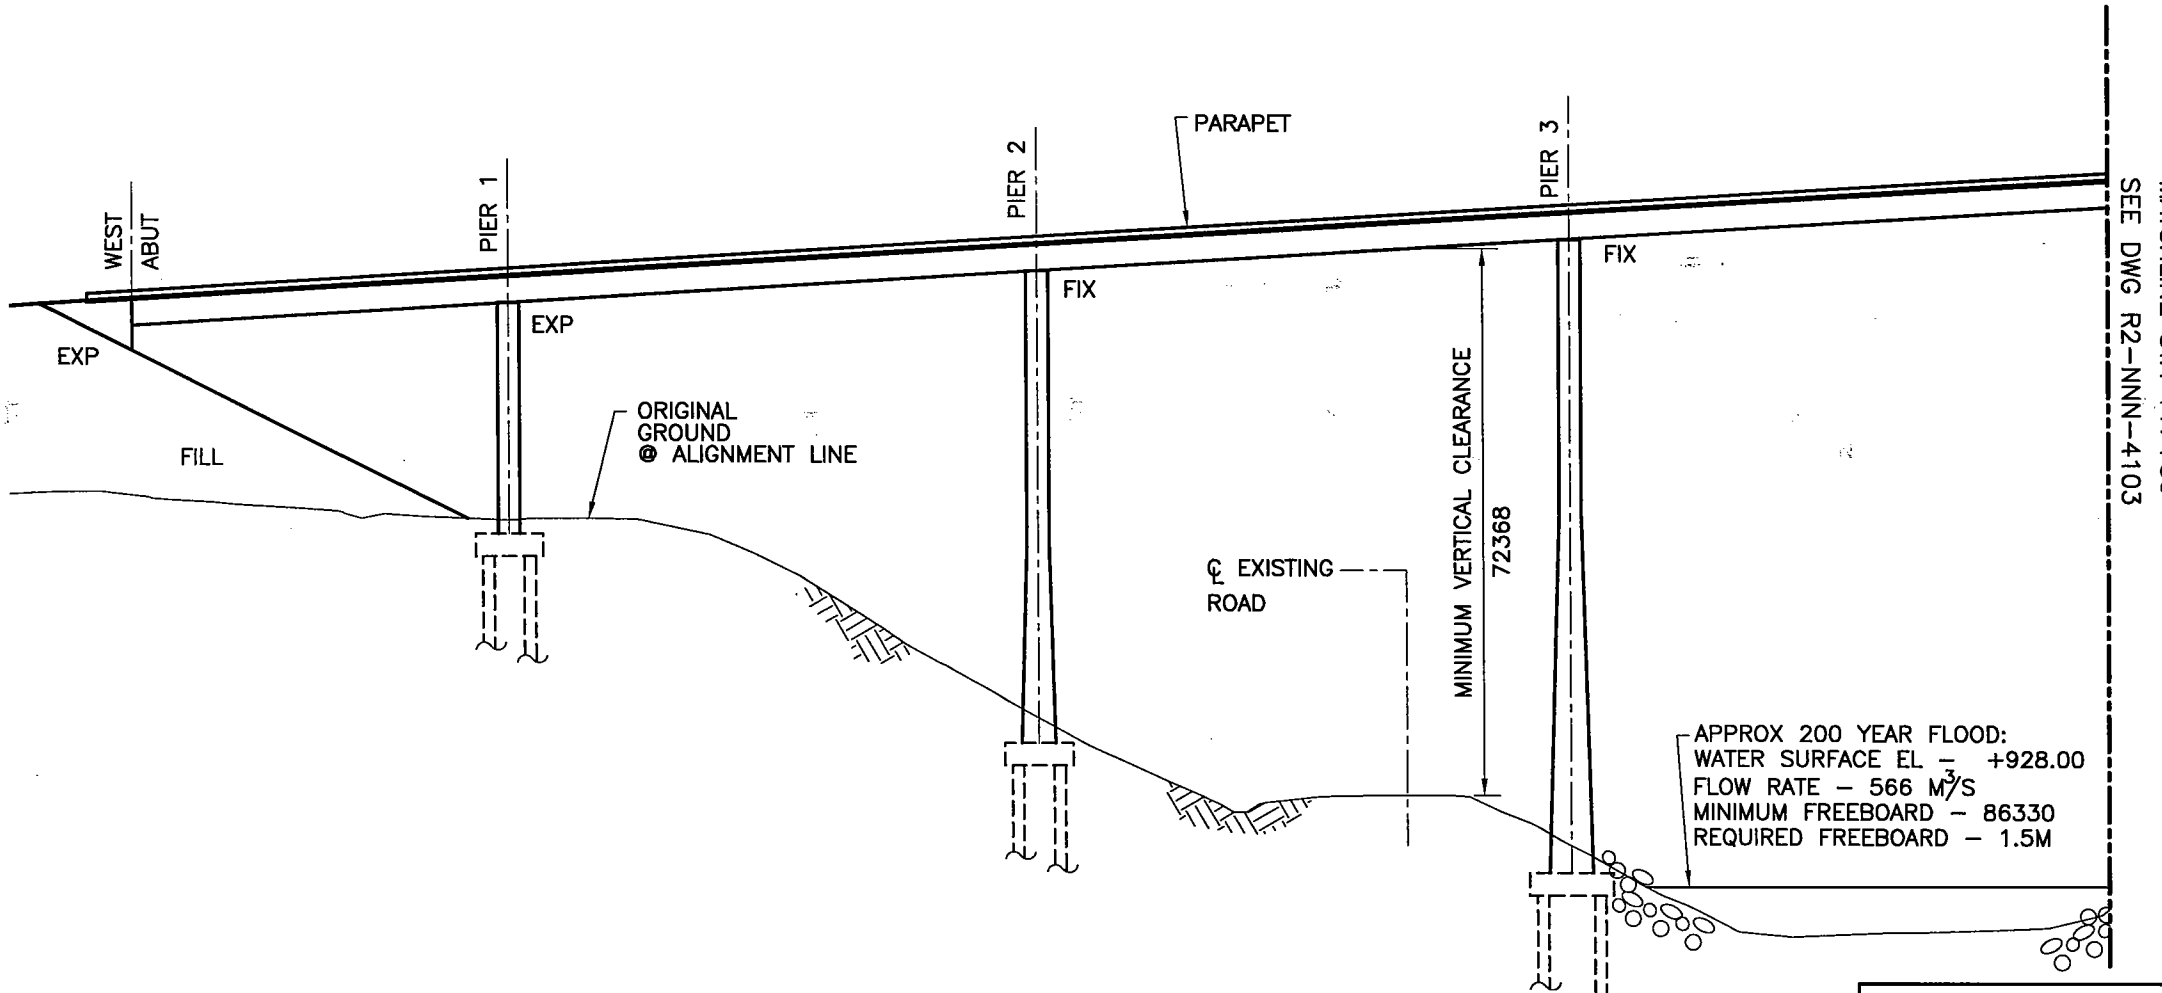 WEST
ABUT
PIER 1
PIER 2
PARAPET
PIER 3
SEE DWG R2-NNN-4103
EXP
EXP
FIX
FIX
FILL
ORIGINAL
GROUND
@ ALIGNMENT LINE
MINIMUM VERTICAL CLEARANCE
72368
℄ EXISTING
ROAD
APPROX 200 YEAR FLOOD:
WATER SURFACE EL - +928.00
FLOW RATE - 566 M³/S
MINIMUM FREEBOARD - 86330
REQUIRED FREEBOARD - 1.5M